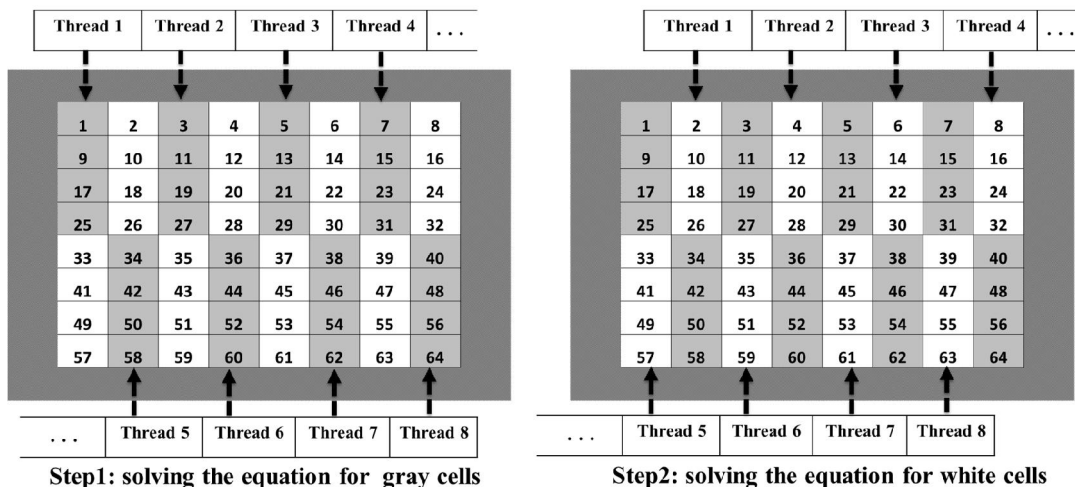 Thread 1 Thread 2 Thread 3 Thread 4 . . .
1 2 3 4 5 6 7 8
9 10 11 12 13 14 15 16
17 18 19 20 21 22 23 24
25 26 27 28 29 30 31 32
33 34 35 36 37 38 39 40
41 42 43 44 45 46 47 48
49 50 51 52 53 54 55 56
57 58 59 60 61 62 63 64
. . . Thread 5 Thread 6 Thread 7 Thread 8
Step1: solving the equation for gray cells
Thread 1 Thread 2 Thread 3 Thread 4 . . .
1 2 3 4 5 6 7 8
9 10 11 12 13 14 15 16
17 18 19 20 21 22 23 24
25 26 27 28 29 30 31 32
33 34 35 36 37 38 39 40
41 42 43 44 45 46 47 48
49 50 51 52 53 54 55 56
57 58 59 60 61 62 63 64
. . . Thread 5 Thread 6 Thread 7 Thread 8
Step2: solving the equation for white cells